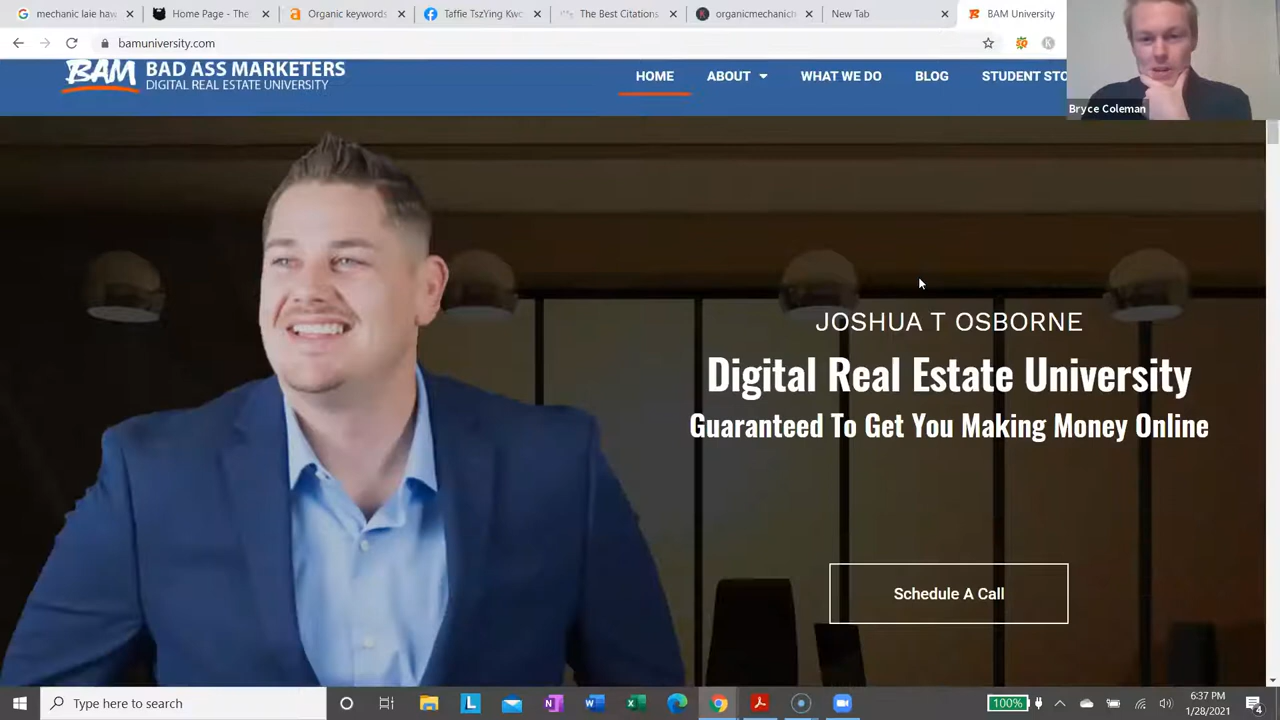 mechanic laie haw
Home Page - The
Organic keywords
Taffie TszYing Kwo
The Best Citations
organicmechanich
New Tab
BAM University
bamuniversity.com
K
BAM
BAD ASS MARKETERS
DIGITAL REAL ESTATE UNIVERSITY
HOME
ABOUT
WHAT WE DO
BLOG
STUDENT STO
Bryce Coleman
JOSHUA T OSBORNE
Digital Real Estate University
Guaranteed To Get You Making Money Online
Schedule A Call
Type here to search
100%
6:37 PM
1/28/2021
4